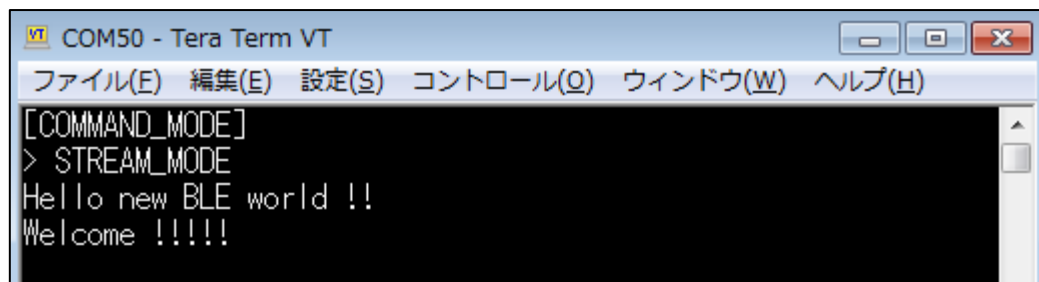 COM50 - Tera Term VT
ファイル(F) 編集(E) 設定(S) コントロール(O) ウィンドウ(W) ヘルプ(H)
[COMMAND_MODE]
> STREAM_MODE
Hello new BLE world !!
Welcome !!!!!